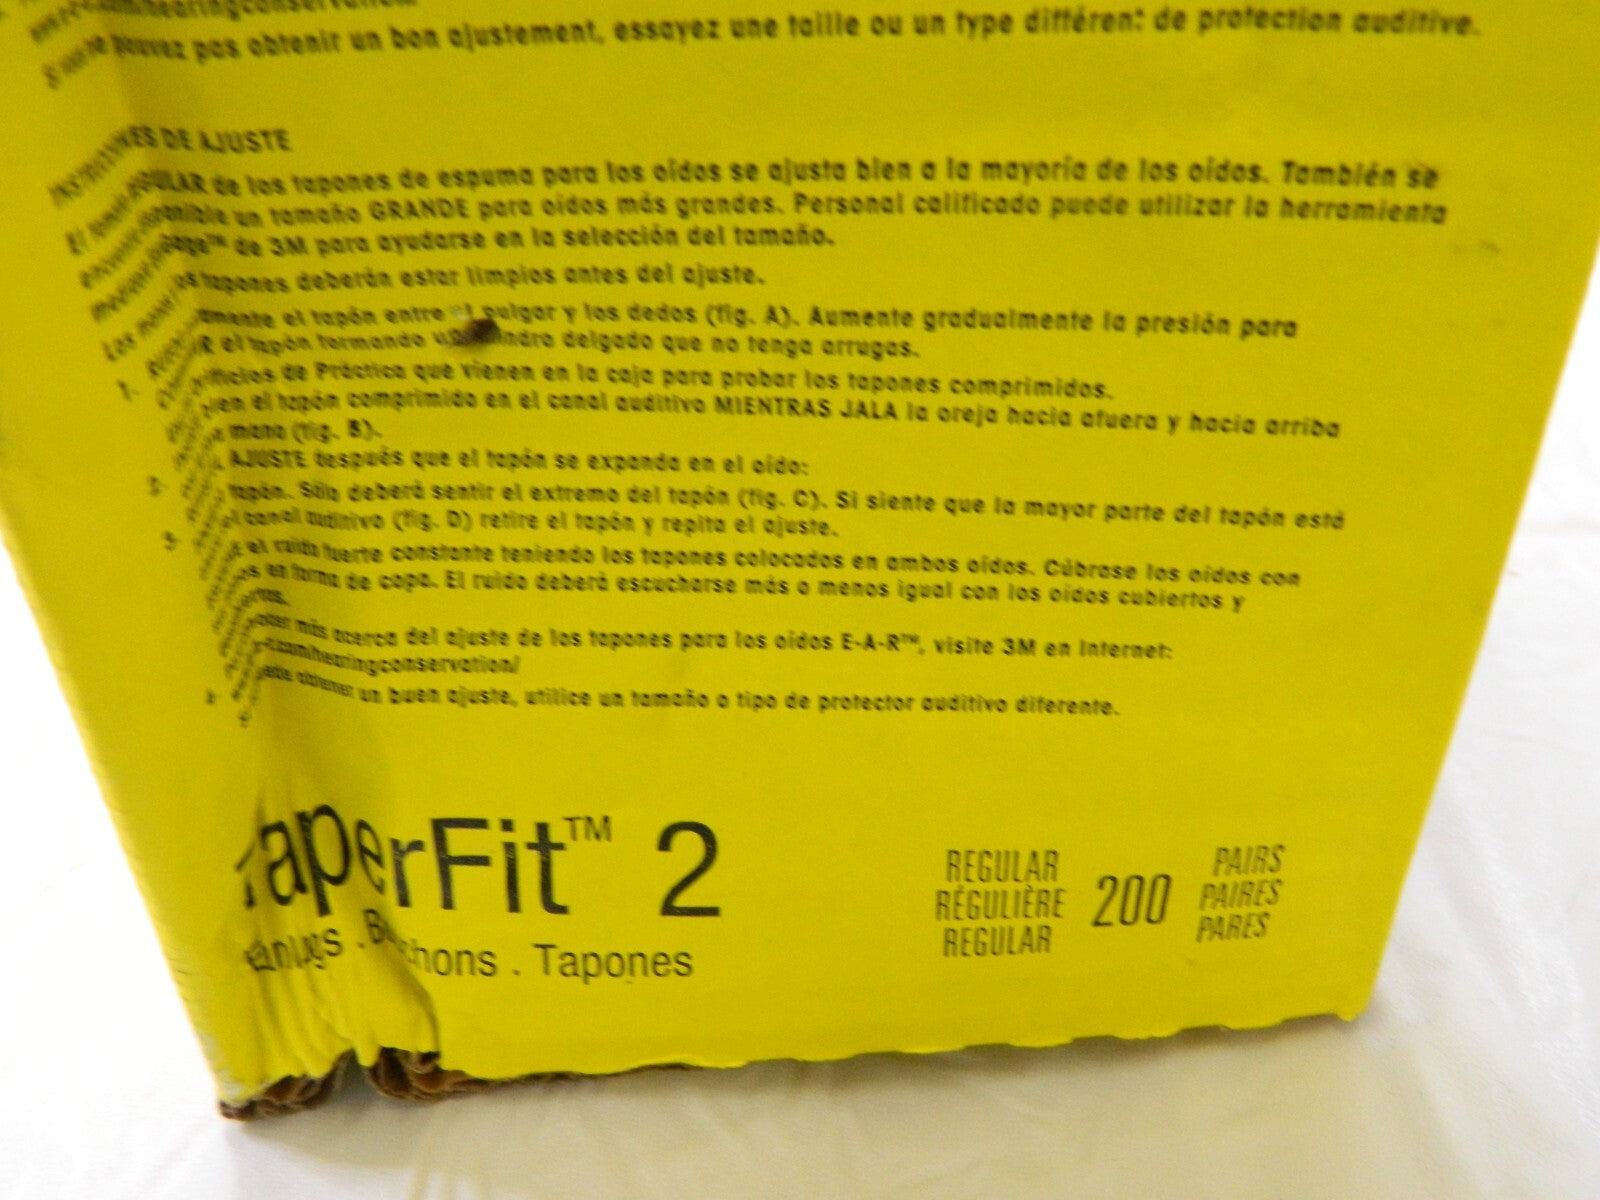 pouvez pas obtenir un bon ajustement, essayez une taille ou un type différent de protection auditive.
DE AJUSTE
de los tapones de espuma para los oídos se ajusta bien a la mayoría de los oídos. También se
un tamaño GRANDE para oídos más grandes. Personal calificado puede utilizar la herramienta
de 3M para ayudarse en la selección del tamaño.
tapones deberán estar limpios antes del ajuste.
1.
el tapón entre el pulgar y los dedos (fig. A). Aumente gradualmente la presión para
el tapón formando un delgado que no tenga arrugas.
de Práctica que vienen en la caja para probar los tapones comprimidos.
el tapón comprimido en el canal auditivo MIENTRAS JALA la oreja hacia afuera y hacia arriba
mano (fig. B).
AJUSTE después que el tapón se expanda en el oído:
tapón. Sólo deberá sentir el extremo del tapón (fig. C). Si siente que la mayor parte del tapón está
el canal auditivo (fig. D) retire el tapón y repita el ajuste.
el ruido fuerte constante teniendo los tapones colocados en ambos oídos. Cúbrase los oídos con
en forma de copa. El ruido deberá escucharse más o menos igual con los oídos cubiertos y
más acerca del ajuste de los tapones para los oídos E-A-R™, visite 3M en Internet:
.com/hearingconservation/
obtener un buen ajuste, utilice un tamaño o tipo de protector auditivo diferente.
TaperFit™ 2
. Tapones
REGULAR
RÉGULIÈRE
REGULAR
200
PAIRS
PAIRES
PARES